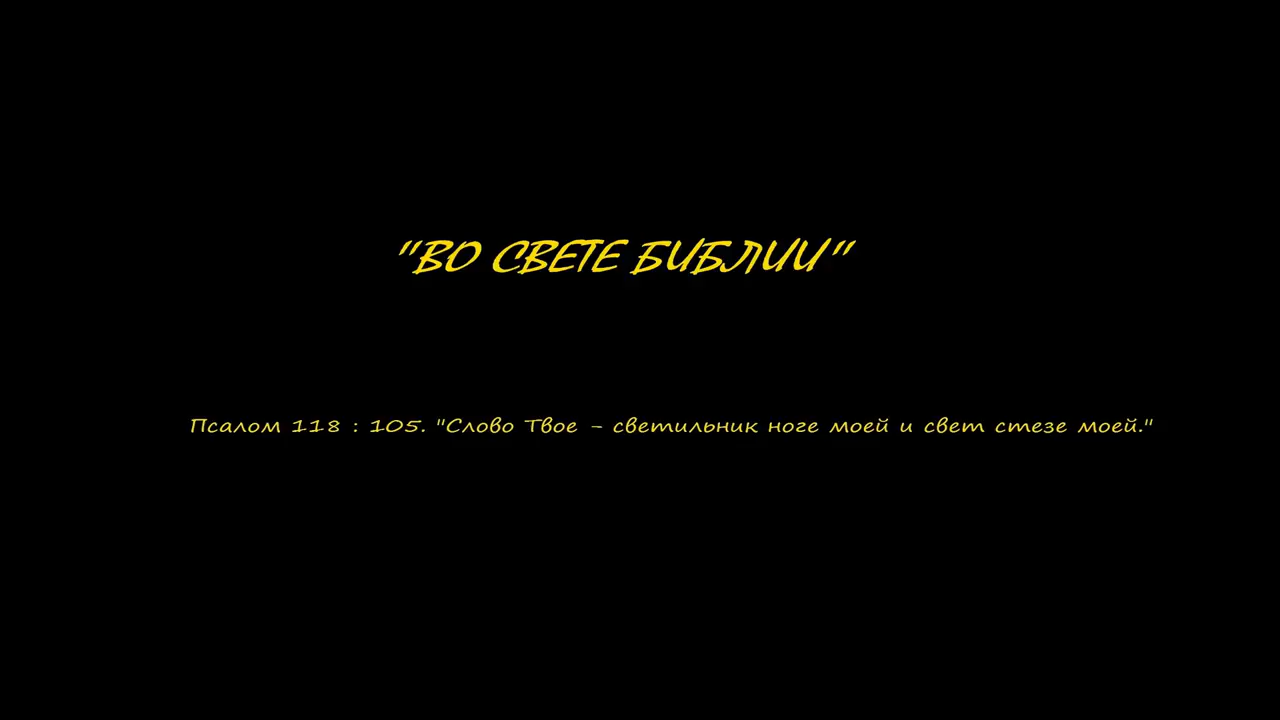 "ВО СВЕТЕ БИБЛИИ"
Псалом 118 : 105. "Слово Твое – светильник ноге моей и свет стезе моей."